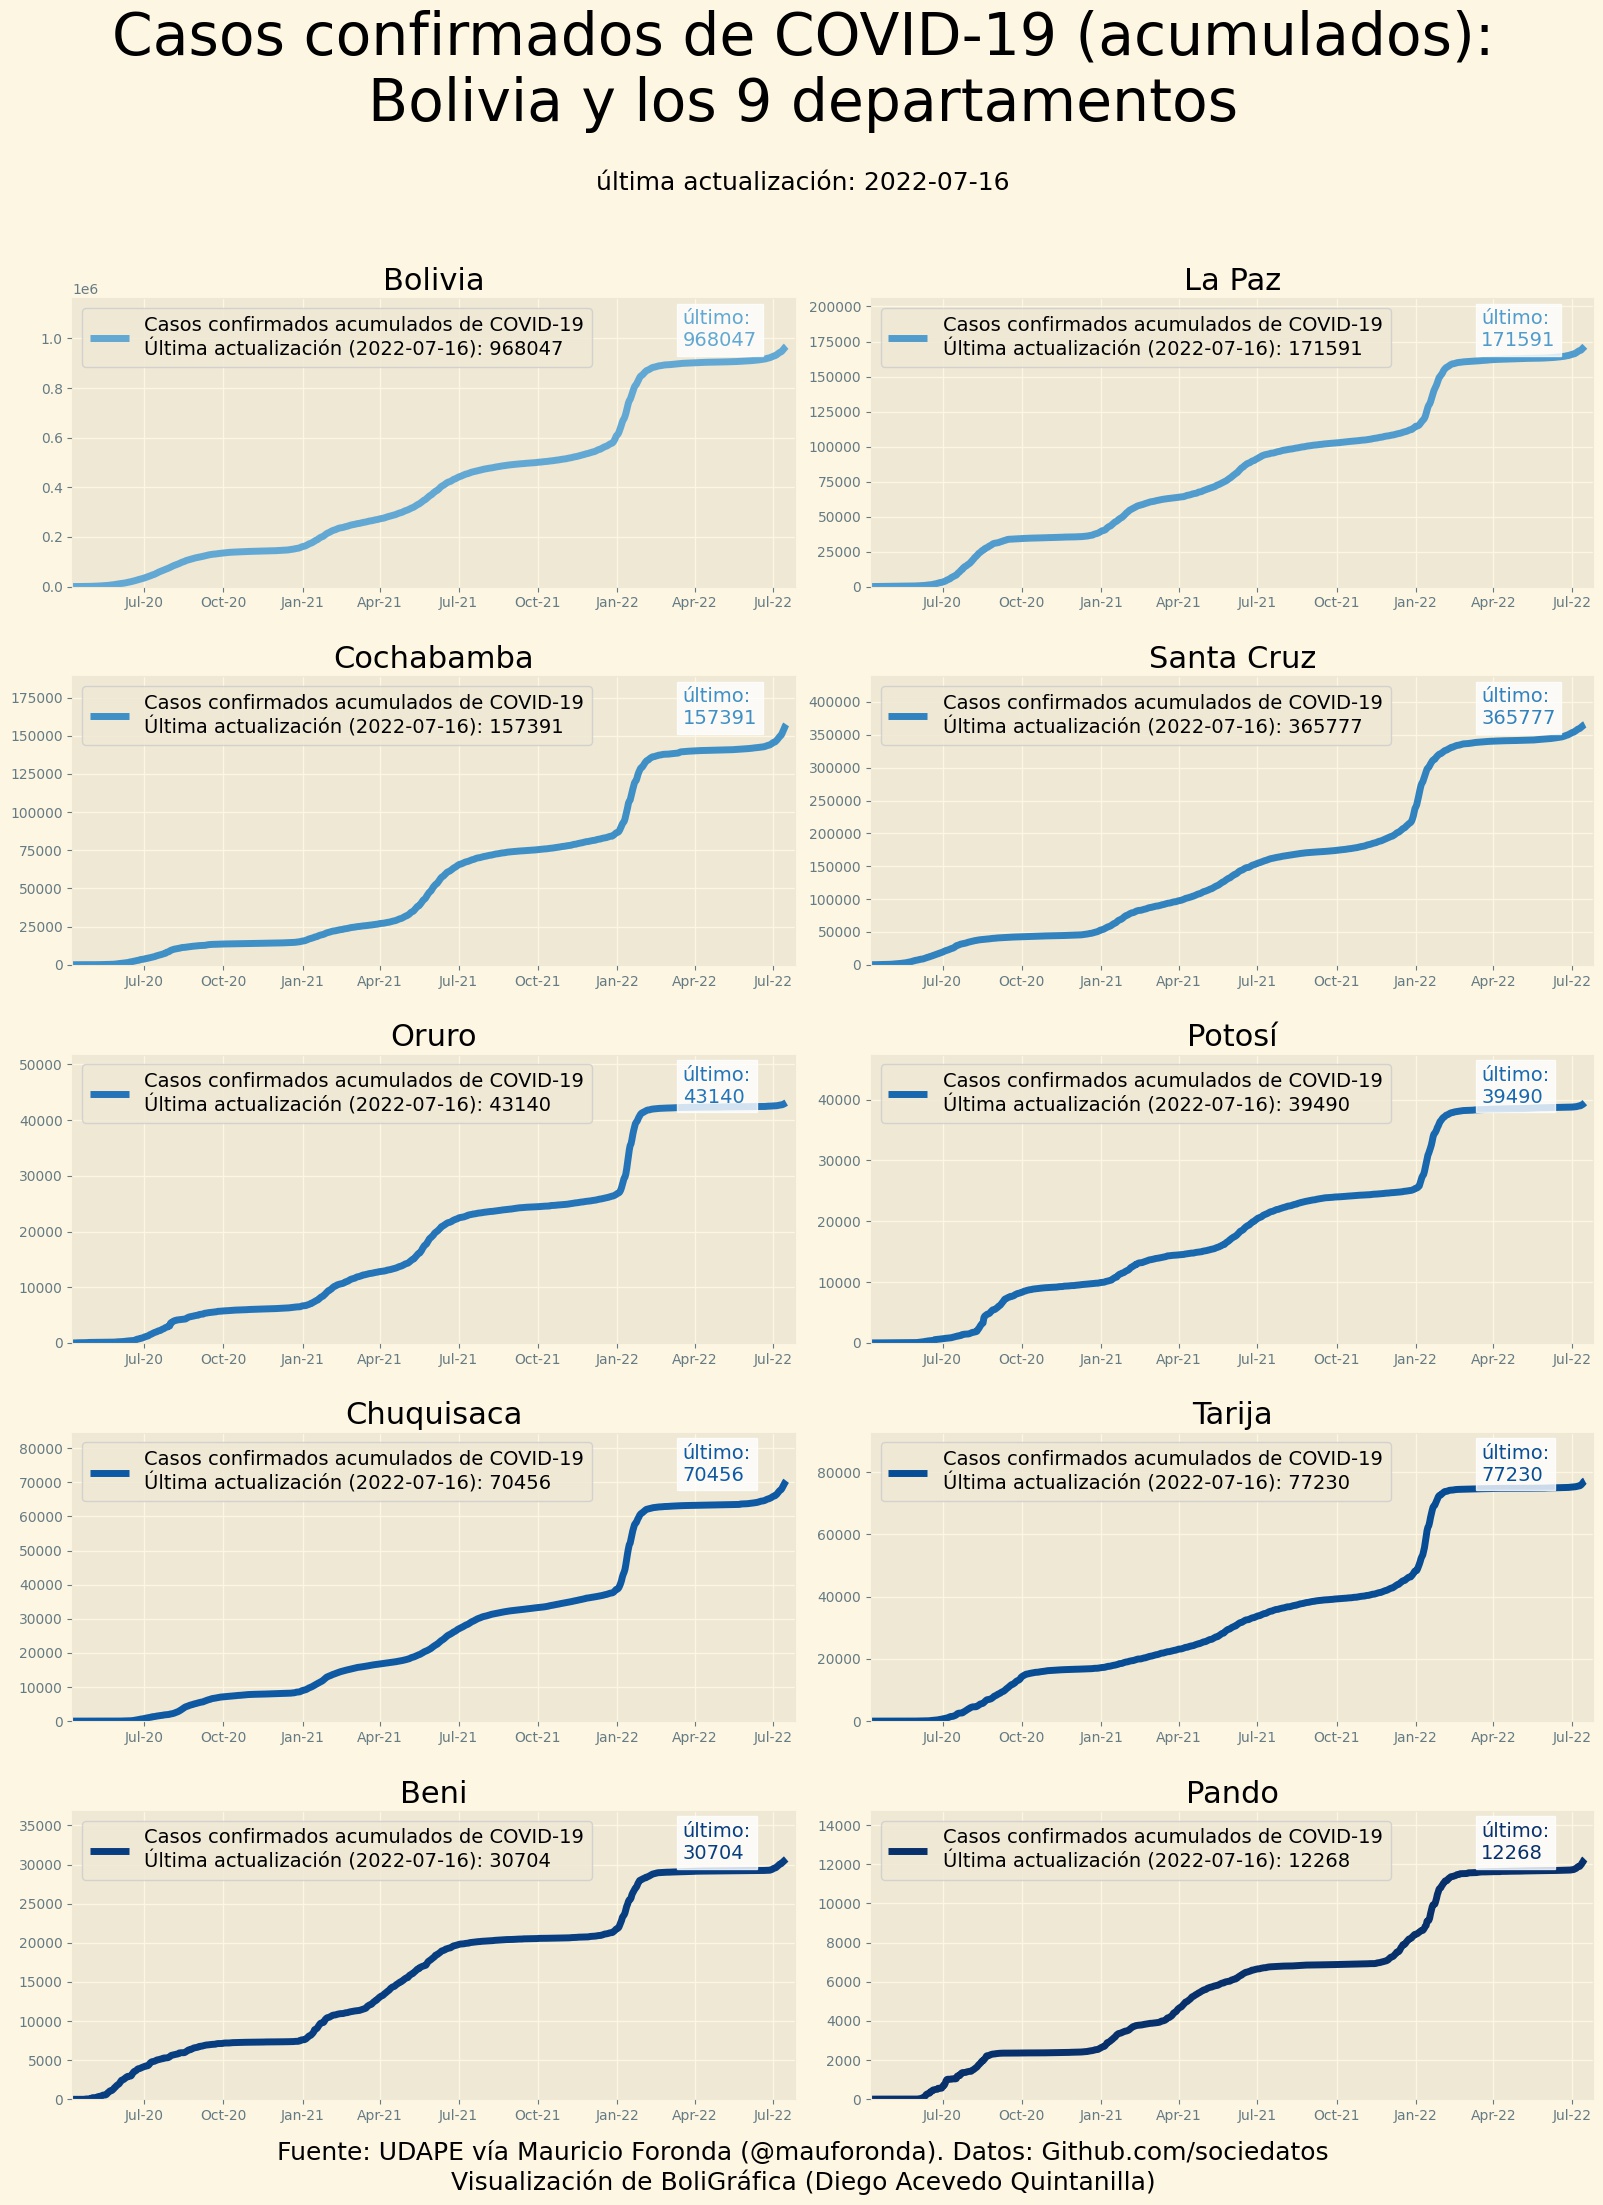 Casos confirmados de COVID-19 (acumulados):
Bolivia y los 9 departamentos
última actualización: 2022-07-16
Bolivia
1e6
Casos confirmados acumulados de COVID-19
Última actualización (2022-07-16): 968047
último:
968047
1.0
0.8
0.6
0.4
0.2
0.0
Jul-20 Oct-20 Jan-21 Apr-21 Jul-21 Oct-21 Jan-22 Apr-22 Jul-22
La Paz
Casos confirmados acumulados de COVID-19
Última actualización (2022-07-16): 171591
último:
171591
200000
175000
150000
125000
100000
75000
50000
25000
0
Jul-20 Oct-20 Jan-21 Apr-21 Jul-21 Oct-21 Jan-22 Apr-22 Jul-22
Cochabamba
Casos confirmados acumulados de COVID-19
Última actualización (2022-07-16): 157391
último:
157391
175000
150000
125000
100000
75000
50000
25000
0
Jul-20 Oct-20 Jan-21 Apr-21 Jul-21 Oct-21 Jan-22 Apr-22 Jul-22
Santa Cruz
Casos confirmados acumulados de COVID-19
Última actualización (2022-07-16): 365777
último:
365777
400000
350000
300000
250000
200000
150000
100000
50000
0
Jul-20 Oct-20 Jan-21 Apr-21 Jul-21 Oct-21 Jan-22 Apr-22 Jul-22
Oruro
Casos confirmados acumulados de COVID-19
Última actualización (2022-07-16): 43140
último:
43140
50000
40000
30000
20000
10000
0
Jul-20 Oct-20 Jan-21 Apr-21 Jul-21 Oct-21 Jan-22 Apr-22 Jul-22
Potosí
Casos confirmados acumulados de COVID-19
Última actualización (2022-07-16): 39490
último:
39490
40000
30000
20000
10000
0
Jul-20 Oct-20 Jan-21 Apr-21 Jul-21 Oct-21 Jan-22 Apr-22 Jul-22
Chuquisaca
Casos confirmados acumulados de COVID-19
Última actualización (2022-07-16): 70456
último:
70456
80000
70000
60000
50000
40000
30000
20000
10000
0
Jul-20 Oct-20 Jan-21 Apr-21 Jul-21 Oct-21 Jan-22 Apr-22 Jul-22
Tarija
Casos confirmados acumulados de COVID-19
Última actualización (2022-07-16): 77230
último:
77230
80000
60000
40000
20000
0
Jul-20 Oct-20 Jan-21 Apr-21 Jul-21 Oct-21 Jan-22 Apr-22 Jul-22
Beni
Casos confirmados acumulados de COVID-19
Última actualización (2022-07-16): 30704
último:
30704
35000
30000
25000
20000
15000
10000
5000
0
Jul-20 Oct-20 Jan-21 Apr-21 Jul-21 Oct-21 Jan-22 Apr-22 Jul-22
Pando
Casos confirmados acumulados de COVID-19
Última actualización (2022-07-16): 12268
último:
12268
14000
12000
10000
8000
6000
4000
2000
0
Jul-20 Oct-20 Jan-21 Apr-21 Jul-21 Oct-21 Jan-22 Apr-22 Jul-22
Fuente: UDAPE vía Mauricio Foronda (@mauforonda). Datos: Github.com/sociedatos
Visualización de BoliGráfica (Diego Acevedo Quintanilla)